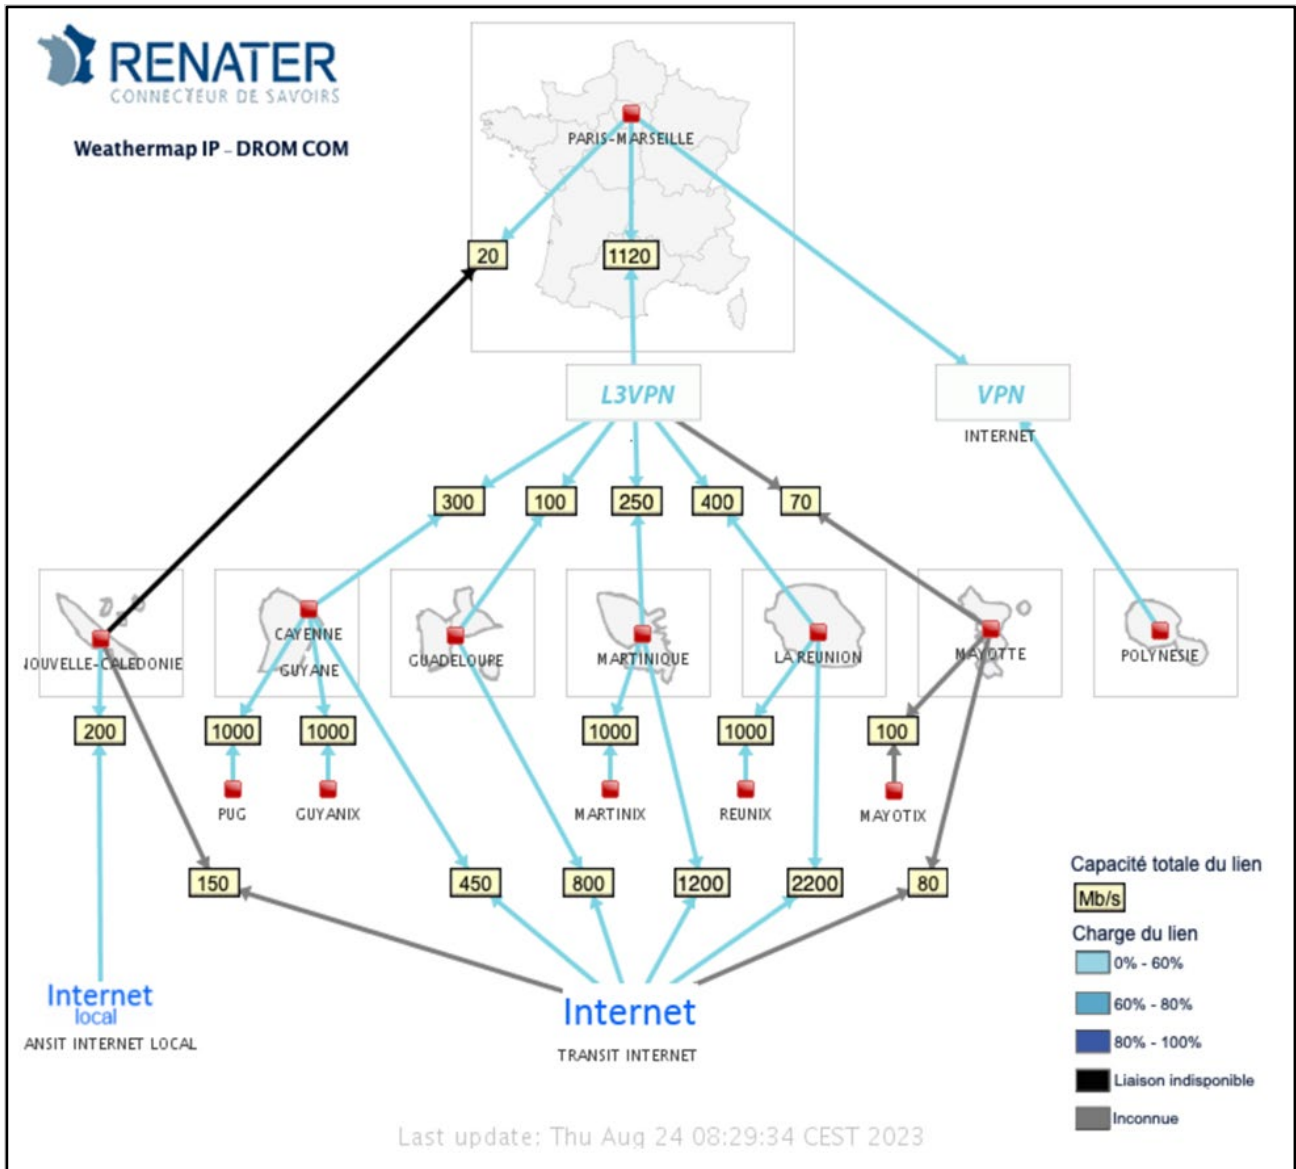 RENATER
CONNECTEUR DE SAVOIRS
Weathermap IP - DROM COM
PARIS-MARSEILLE
20
1120
L3VPN
VPN
INTERNET
300
100
250
400
70
NOUVELLE-CALEDONIE
CAYENNE
GUYANE
GUADELOUPE
MARTINIQUE
LA REUNION
MAYOTTE
POLYNESIE
200
1000
1000
1000
1000
100
PUG
GUYANIX
MARTINIX
REUNIX
MAYOTIX
150
450
800
1200
2200
80
Capacité totale du lien
Mb/s
Charge du lien
0% - 60%
60% - 80%
80% - 100%
Liaison indisponible
Inconnue
Internet
local
ANSIT INTERNET LOCAL
Internet
TRANSIT INTERNET
Last update: Thu Aug 24 08:29:34 CEST 2023